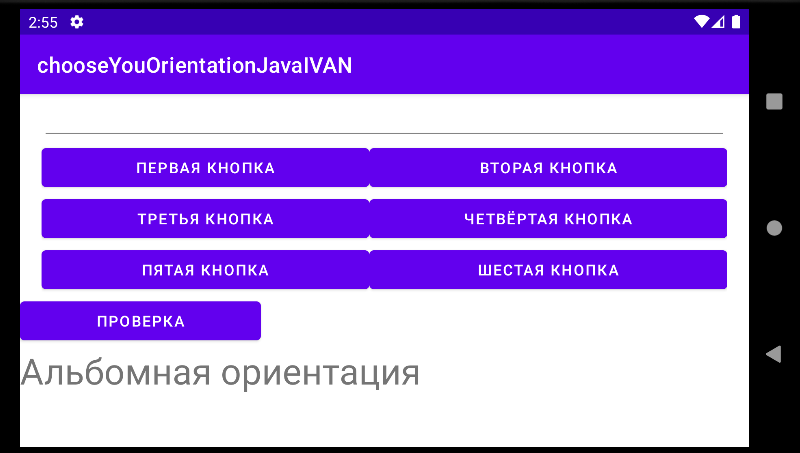 2:55
chooseYouOrientationJavaIVAN
ПЕРВАЯ КНОПКА ВТОРАЯ КНОПКА
ТРЕТЬЯ КНОПКА ЧЕТВЁРТАЯ КНОПКА
ПЯТАЯ КНОПКА ШЕСТАЯ КНОПКА
ПРОВЕРКА
Альбомная ориентация